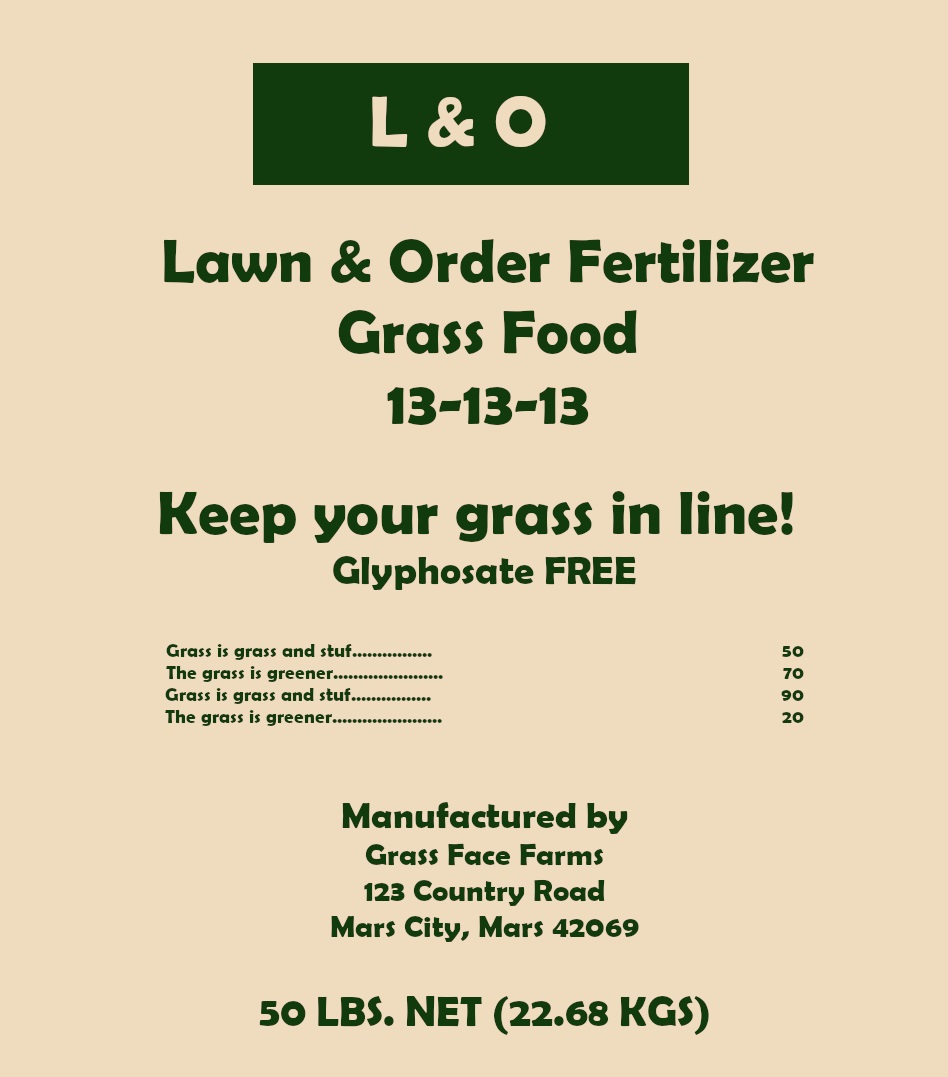 L & O
Lawn & Order Fertilizer
Grass Food
13-13-13
Keep your grass in line!
Glyphosate FREE
Grass is grass and stuf................ 50
The grass is greener...................... 70
Grass is grass and stuf................ 90
The grass is greener...................... 20
Manufactured by
Grass Face Farms
123 Country Road
Mars City, Mars 42069
50 LBS. NET (22.68 KGS)